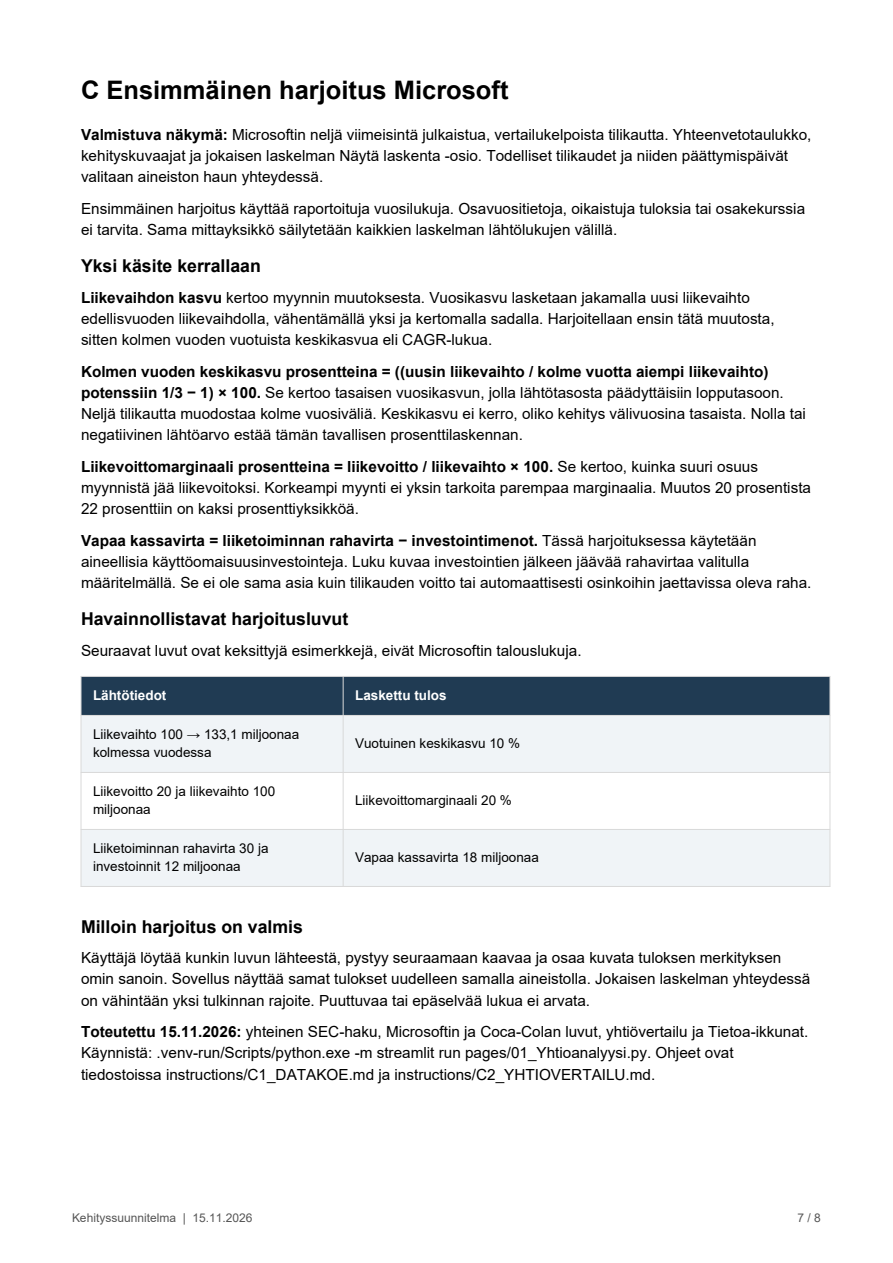 C Ensimmäinen harjoitus Microsoft
Valmistuva näkymä: Microsoftin neljä viimeisintä julkaistua, vertailukelpoista tilikautta. Yhteenvetotaulukko,
kehityskuvaajat ja jokaisen laskelman Näytä laskenta -osio. Todelliset tilikaudet ja niiden päättymispäivät
valitaan aineiston haun yhteydessä.
Ensimmäinen harjoitus käyttää raportoituja vuosilukuja. Osavuositietoja, oikaistuja tuloksia tai osakekurssia
ei tarvita. Sama mittayksikkö säilytetään kaikkien laskelman lähtölukujen välillä.
Yksi käsite kerrallaan
Liikevaihdon kasvu kertoo myynnin muutoksesta. Vuosikasvu lasketaan jakamalla uusi liikevaihto
edellisvuoden liikevaihdolla, vähentämällä yksi ja kertomalla sadalla. Harjoitellaan ensin tätä muutosta,
sitten kolmen vuoden vuotuista keskikasvua eli CAGR-lukua.
Kolmen vuoden keskikasvu prosentteina = ((uusin liikevaihto / kolme vuotta aiempi liikevaihto)
potenssiin 1/3 − 1) × 100. Se kertoo tasaisen vuosikasvun, jolla lähtötasosta päädyttäisiin lopputasoon.
Neljä tilikautta muodostaa kolme vuosiväliä. Keskikasvu ei kerro, oliko kehitys välivuosina tasaista. Nolla tai
negatiivinen lähtöarvo estää tämän tavallisen prosenttilaskennan.
Liikevoittomarginaali prosentteina = liikevoitto / liikevaihto × 100. Se kertoo, kuinka suuri osuus
myynnistä jää liikevoitoksi. Korkeampi myynti ei yksin tarkoita parempaa marginaalia. Muutos 20 prosentista
22 prosenttiin on kaksi prosenttiyksikköä.
Vapaa kassavirta = liiketoiminnan rahavirta − investointimenot. Tässä harjoituksessa käytetään
aineellisia käyttöomaisuusinvestointeja. Luku kuvaa investointien jälkeen jäävää rahavirtaa valitulla
määritelmällä. Se ei ole sama asia kuin tilikauden voitto tai automaattisesti osinkoihin jaettavissa oleva raha.
Havainnollistavat harjoitusluvut
Seuraavat luvut ovat keksittyjä esimerkkejä, eivät Microsoftin talouslukuja.
Lähtötiedot
Laskettu tulos
Liikevaihto 100 → 133,1 miljoonaa
kolmessa vuodessa
Vuotuinen keskikasvu 10 %
Liikevoitto 20 ja liikevaihto 100
miljoonaa
Liikevoittomarginaali 20 %
Liiketoiminnan rahavirta 30 ja
investoinnit 12 miljoonaa
Vapaa kassavirta 18 miljoonaa
Milloin harjoitus on valmis
Käyttäjä löytää kunkin luvun lähteestä, pystyy seuraamaan kaavaa ja osaa kuvata tuloksen merkityksen
omin sanoin. Sovellus näyttää samat tulokset uudelleen samalla aineistolla. Jokaisen laskelman yhteydessä
on vähintään yksi tulkinnan rajoite. Puuttuvaa tai epäselvää lukua ei arvata.
Toteutettu 15.11.2026: yhteinen SEC-haku, Microsoftin ja Coca-Colan luvut, yhtiövertailu ja Tietoa-ikkunat.
Käynnistä: .venv-run/Scripts/python.exe -m streamlit run pages/01_Yhtioanalyysi.py. Ohjeet ovat
tiedostoissa instructions/C1_DATAKOE.md ja instructions/C2_YHTIOVERTAILU.md.
Kehityssuunnitelma | 15.11.2026
7 / 8